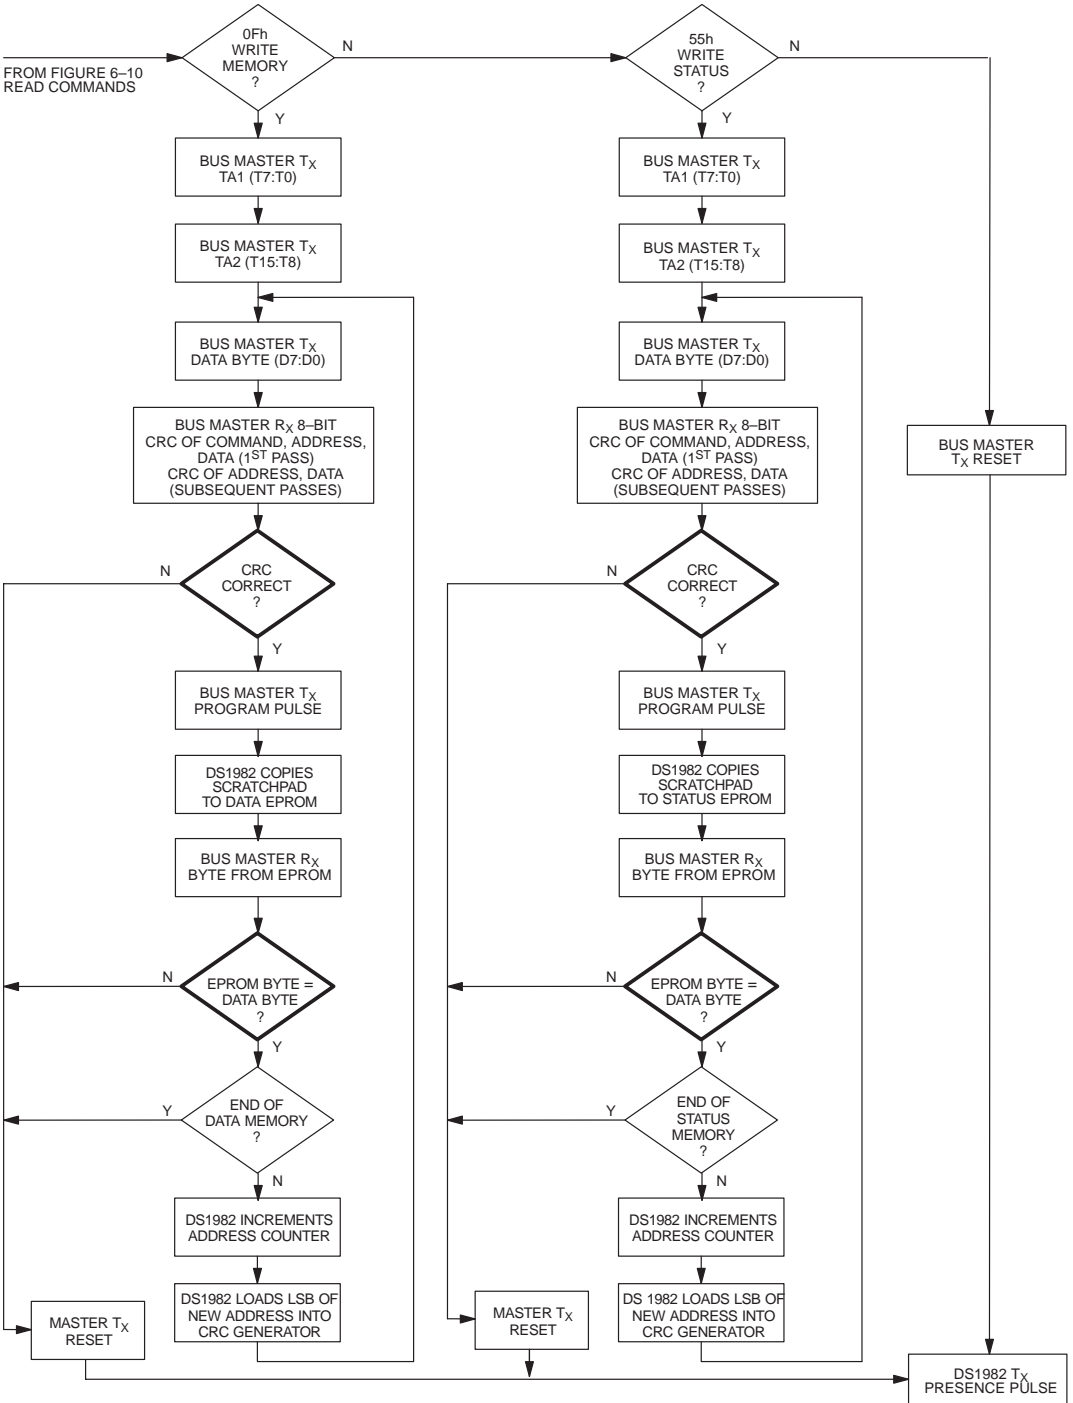 FROM FIGURE 6–10
READ COMMANDS
0Fh
WRITE
MEMORY
?
N
Y
BUS MASTER TX
TA1 (T7:T0)
BUS MASTER TX
TA2 (T15:T8)
BUS MASTER TX
DATA BYTE (D7:D0)
BUS MASTER RX 8–BIT
CRC OF COMMAND, ADDRESS,
DATA (1ST PASS)
CRC OF ADDRESS, DATA
(SUBSEQUENT PASSES)
N
CRC
CORRECT
?
Y
BUS MASTER TX
PROGRAM PULSE
DS1982 COPIES
SCRATCHPAD
TO DATA EPROM
BUS MASTER RX
BYTE FROM EPROM
N
EPROM BYTE =
DATA BYTE
?
Y
Y
END OF
DATA MEMORY
?
N
DS1982 INCREMENTS
ADDRESS COUNTER
DS1982 LOADS LSB OF
NEW ADDRESS INTO
CRC GENERATOR
MASTER TX
RESET
55h
WRITE
STATUS
?
N
Y
BUS MASTER TX
TA1 (T7:T0)
BUS MASTER TX
TA2 (T15:T8)
BUS MASTER TX
DATA BYTE (D7:D0)
BUS MASTER RX 8–BIT
CRC OF COMMAND, ADDRESS,
DATA (1ST PASS)
CRC OF ADDRESS, DATA
(SUBSEQUENT PASSES)
N
CRC
CORRECT
?
Y
BUS MASTER TX
PROGRAM PULSE
DS1982 COPIES
SCRATCHPAD
TO STATUS EPROM
BUS MASTER RX
BYTE FROM EPROM
N
EPROM BYTE =
DATA BYTE
?
Y
Y
END OF
STATUS
MEMORY
?
N
DS1982 INCREMENTS
ADDRESS COUNTER
DS 1982 LOADS LSB OF
NEW ADDRESS INTO
CRC GENERATOR
MASTER TX
RESET
BUS MASTER
TX RESET
DS1982 TX
PRESENCE PULSE